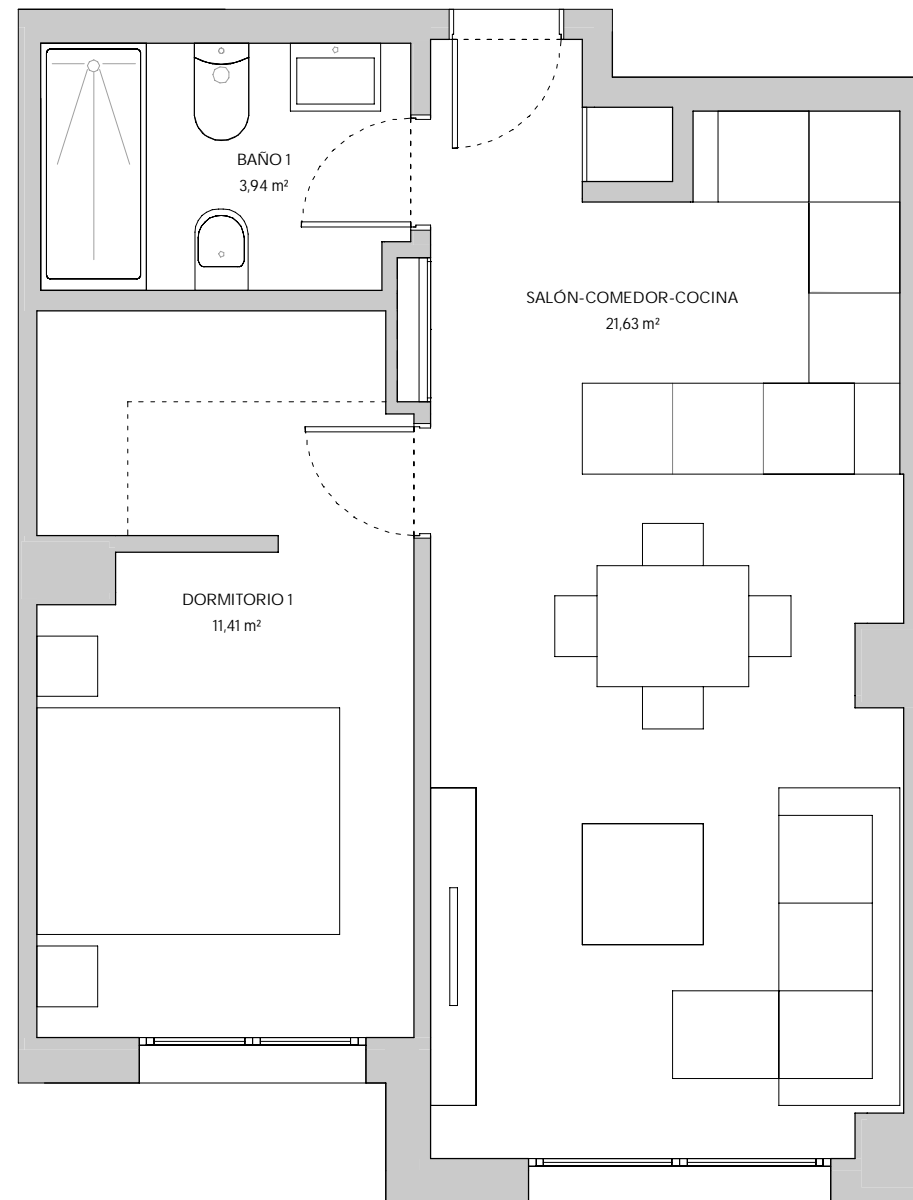 BAÑO 1
3,94 m²
SALÓN-COMEDOR-COCINA
21,63 m²
DORMITORIO 1
11,41 m²